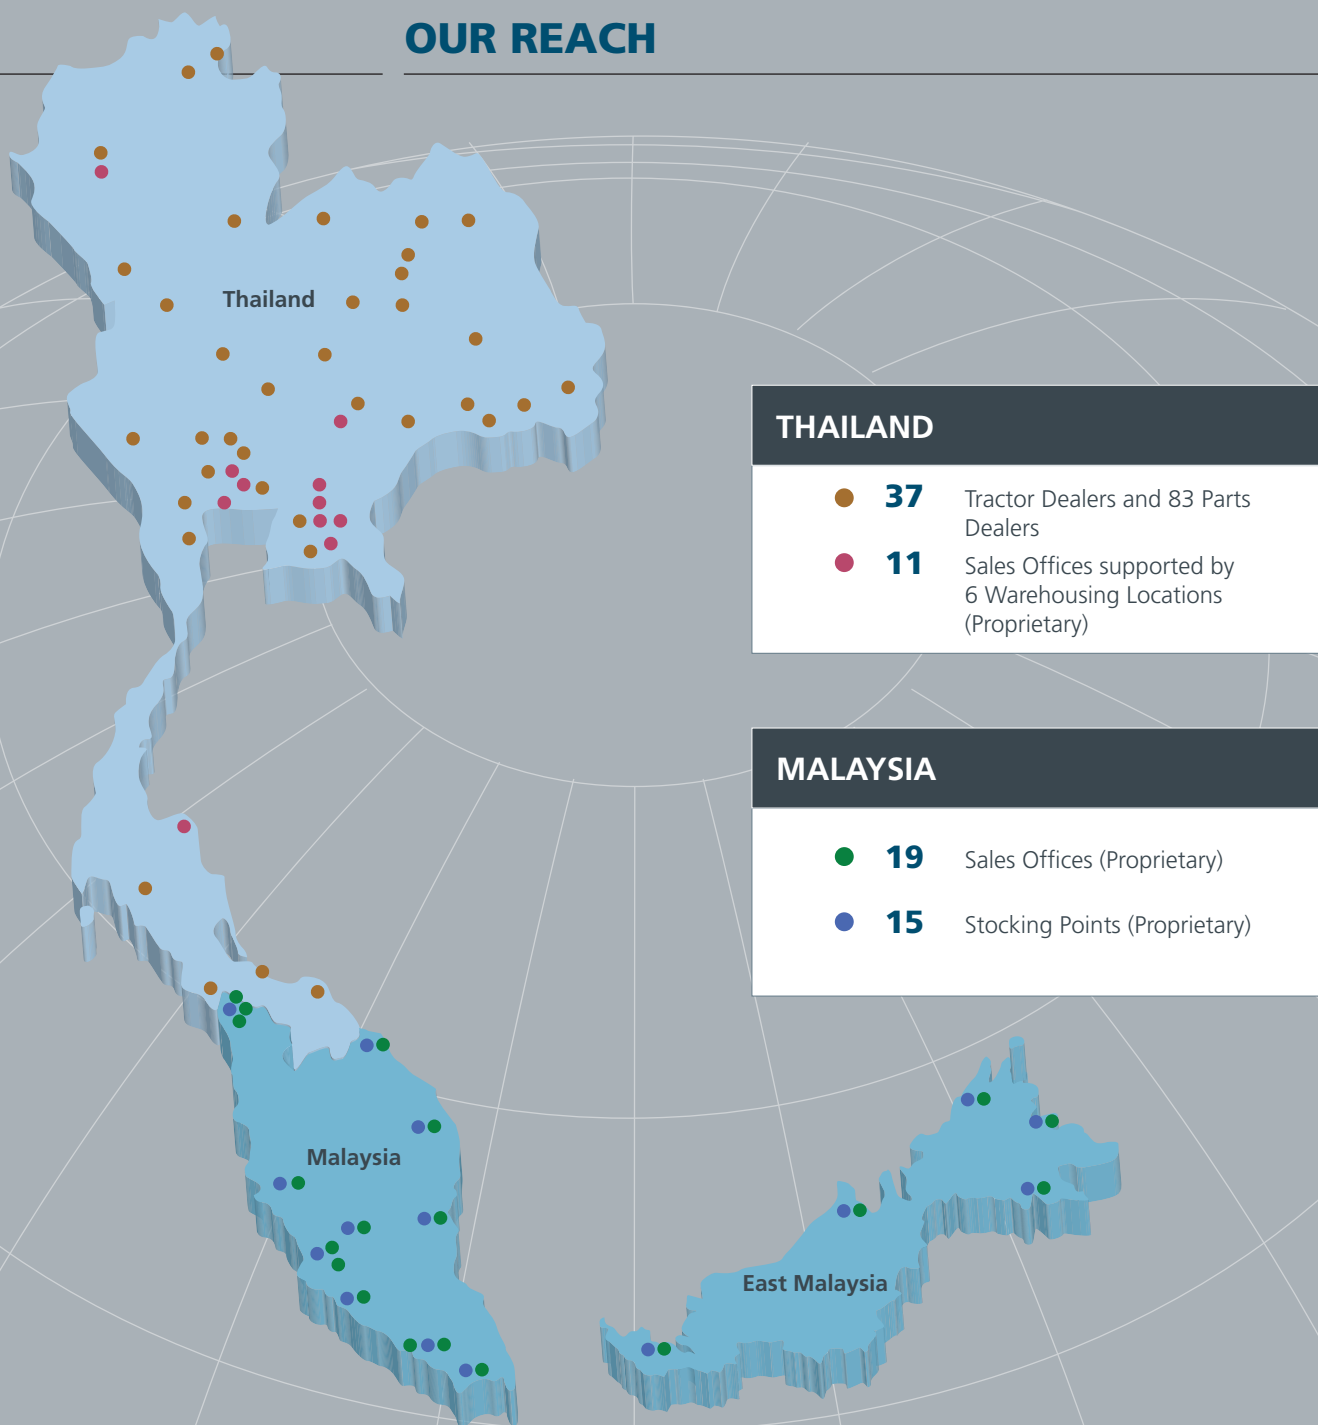 OUR REACH
Thailand
THAILAND
37 Tractor Dealers and 83 Parts
Dealers
11 Sales Offices supported by
6 Warehousing Locations
(Proprietary)
MALAYSIA
19 Sales Offices (Proprietary)
15 Stocking Points (Proprietary)
Malaysia
East Malaysia